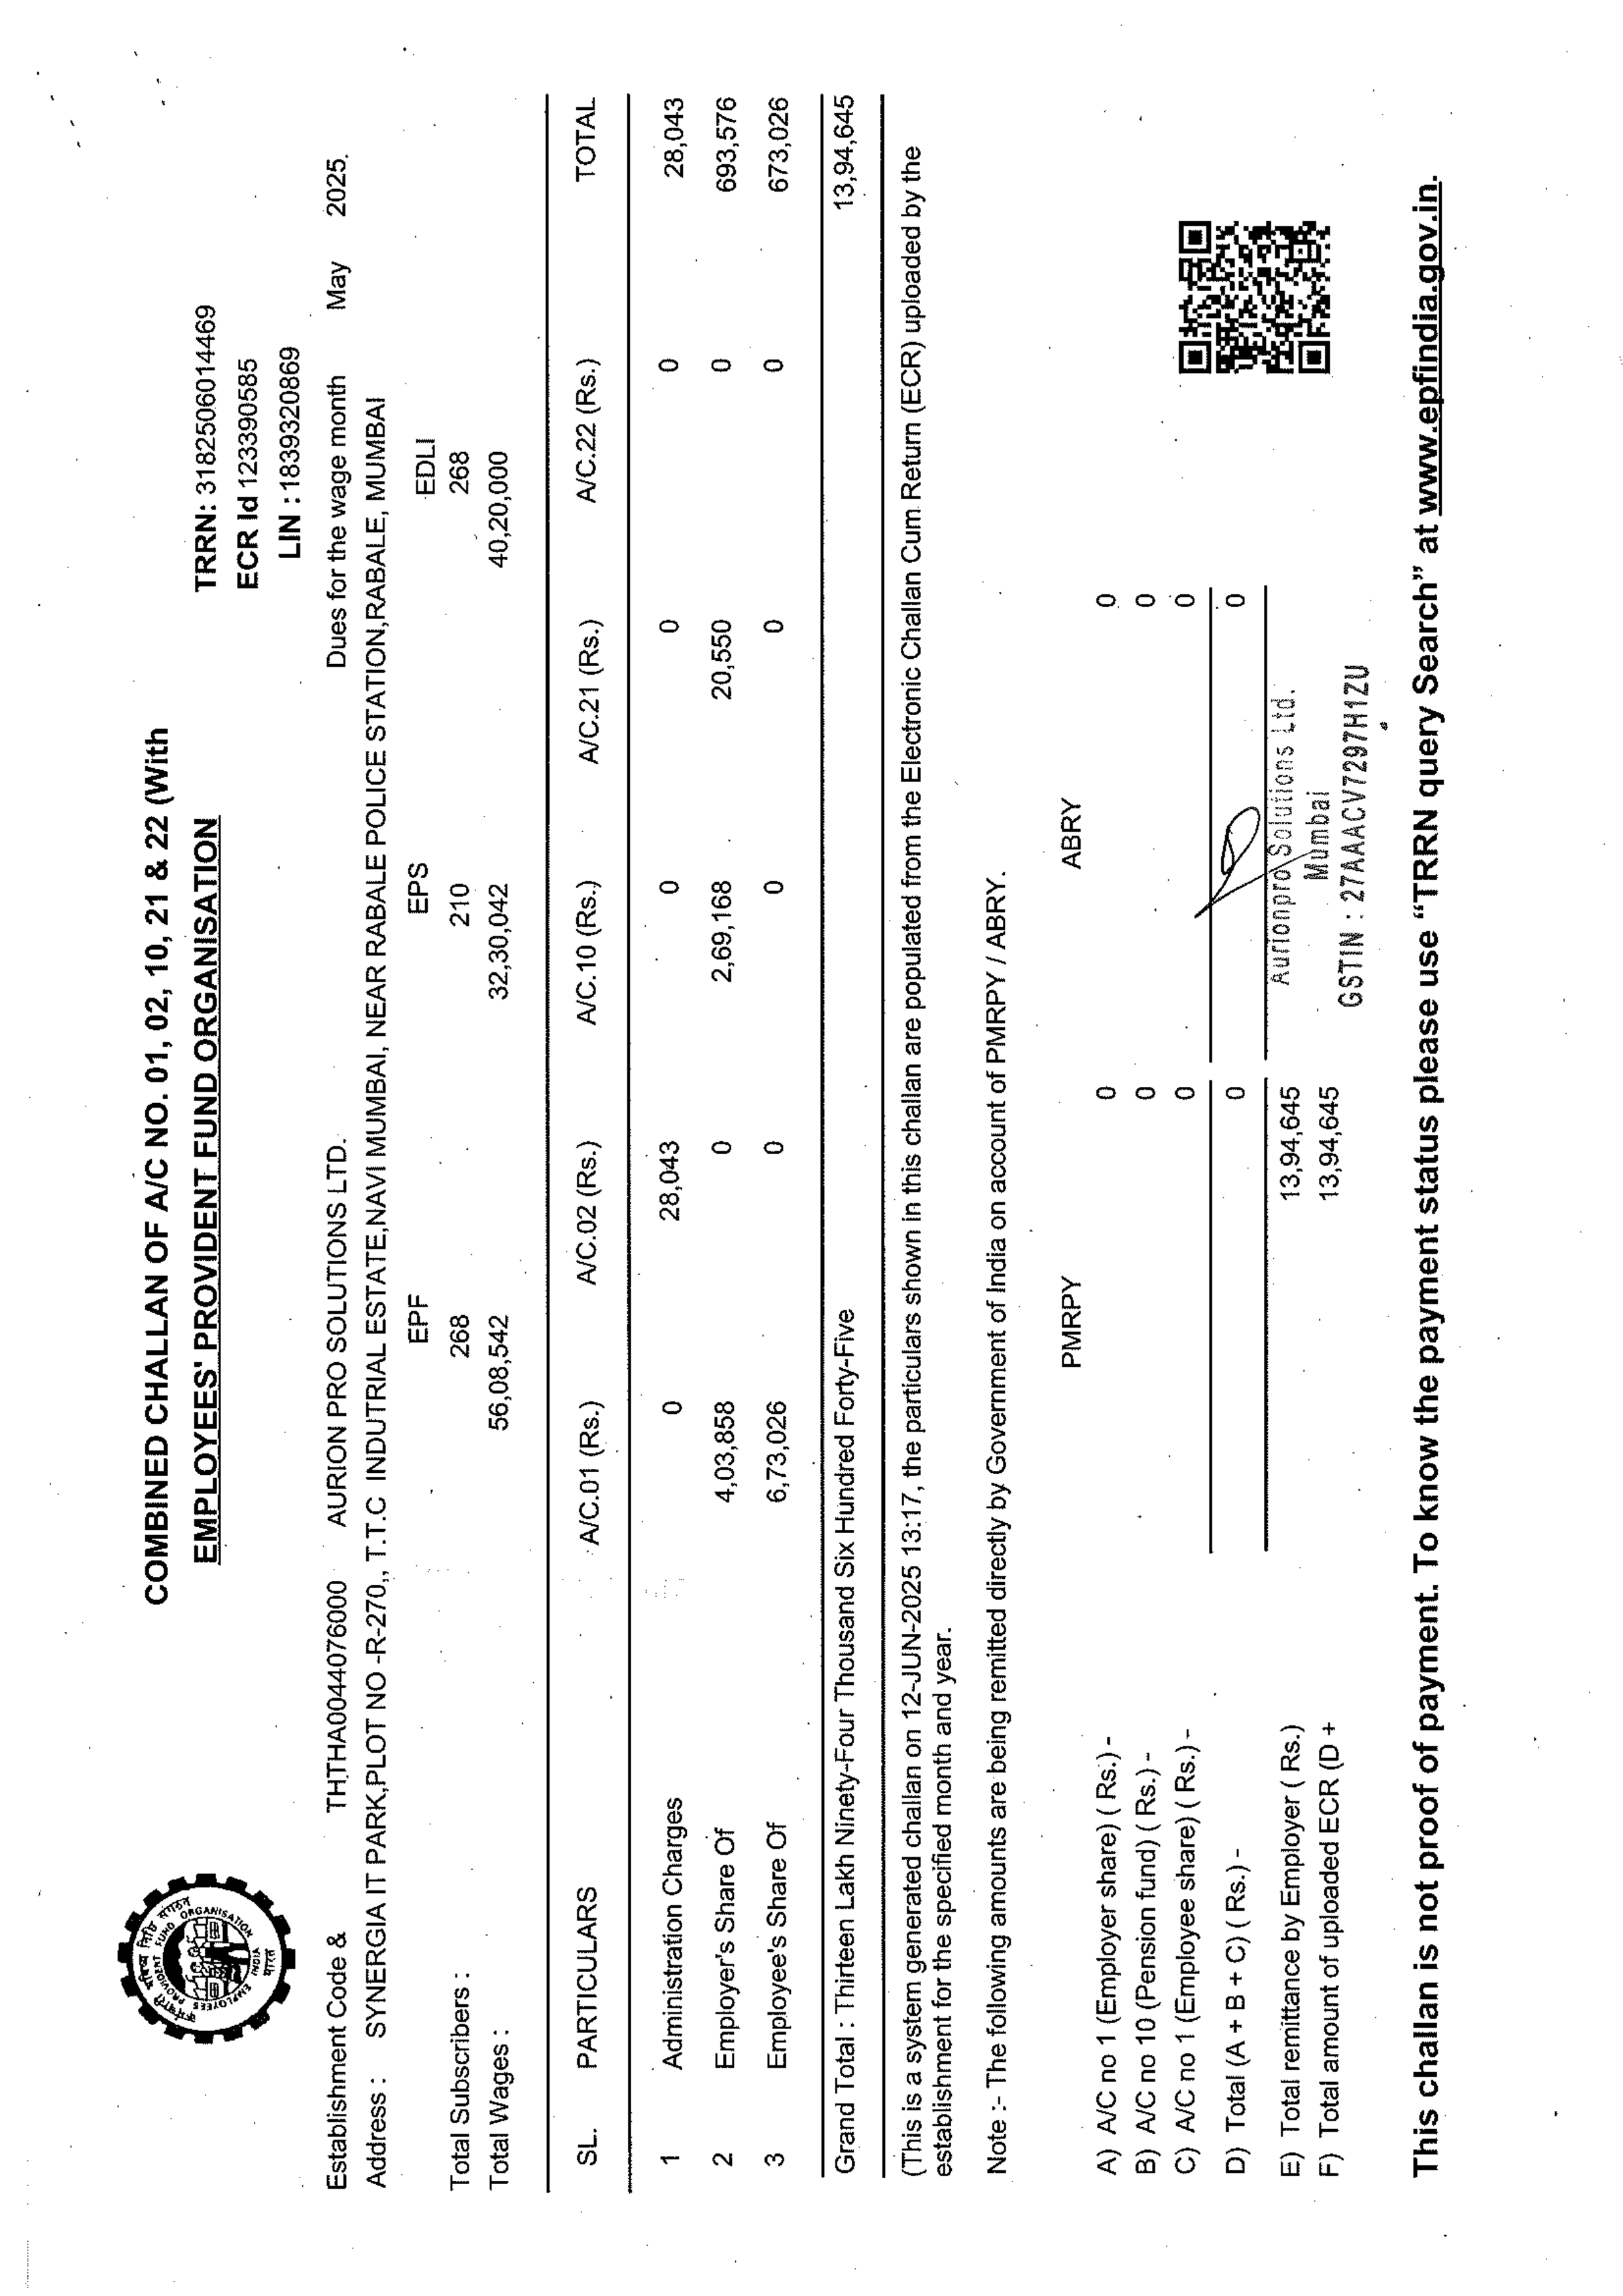 COMBINED CHALLAN OF A/C NO. 01, 02, 10, 21 & 22 (With
EMPLOYEES' PROVIDENT FUND ORGANISATION
TRRN: 3182506014469
ECR Id 123390585
LIN : 1839320869
Establishment Code & THTHA0044076000 AURION PRO SOLUTIONS LTD. Dues for the wage month May 2025.
Address : SYNERGIA IT PARK,PLOT NO -R-270,, T.T.C INDUTRIAL ESTATE,NAVI MUMBAI, NEAR RABALE POLICE STATION,RABALE, MUMBAI
EPF EPS EDLI
Total Subscribers : 268 210 268
Total Wages : 56,08,542 32,30,042 40,20,000
SL. PARTICULARS A/C.01 (Rs.) A/C.02 (Rs.) A/C.10 (Rs.) A/C.21 (Rs.) A/C.22 (Rs.) TOTAL
1 Administration Charges 0 28,043 0 0 0 28,043
2 Employer's Share Of 4,03,858 0 2,69,168 20,550 0 693,576
3 Employee's Share Of 6,73,026 0 0 0 0 673,026
Grand Total : Thirteen Lakh Ninety-Four Thousand Six Hundred Forty-Five 13,94,645
(This is a system generated challan on 12-JUN-2025 13:17, the particulars shown in this challan are populated from the Electronic Challan Cum Return (ECR) uploaded by the
establishment for the specified month and year.
Note :- The following amounts are being remitted directly by Government of India on account of PMRPY / ABRY.
PMRPY ABRY
A) A/C no 1 (Employer share) ( Rs.) - 0 0
B) A/C no 10 (Pension fund) ( Rs.) - 0 0
C) A/C no 1 (Employee share) ( Rs.) - 0 0
D) Total (A + B + C) ( Rs.) - 0 0
E) Total remittance by Employer ( Rs.) 13,94,645
F) Total amount of uploaded ECR (D + 13,94,645
Aurionpro Solutions Ltd.
Mumbai
GSTIN : 27AAACV7297H1ZU
This challan is not proof of payment. To know the payment status please use “TRRN query Search” at www.epfindia.gov.in.